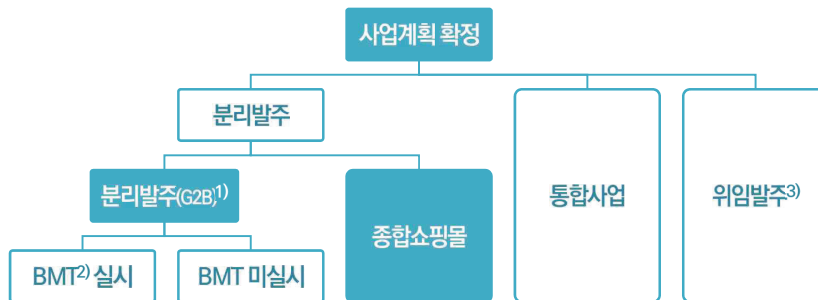 사업계획 확정
분리발주
통합사업
위임발주3)
분리발주(G2B)1)
종합쇼핑몰
BMT2) 실시
BMT 미실시